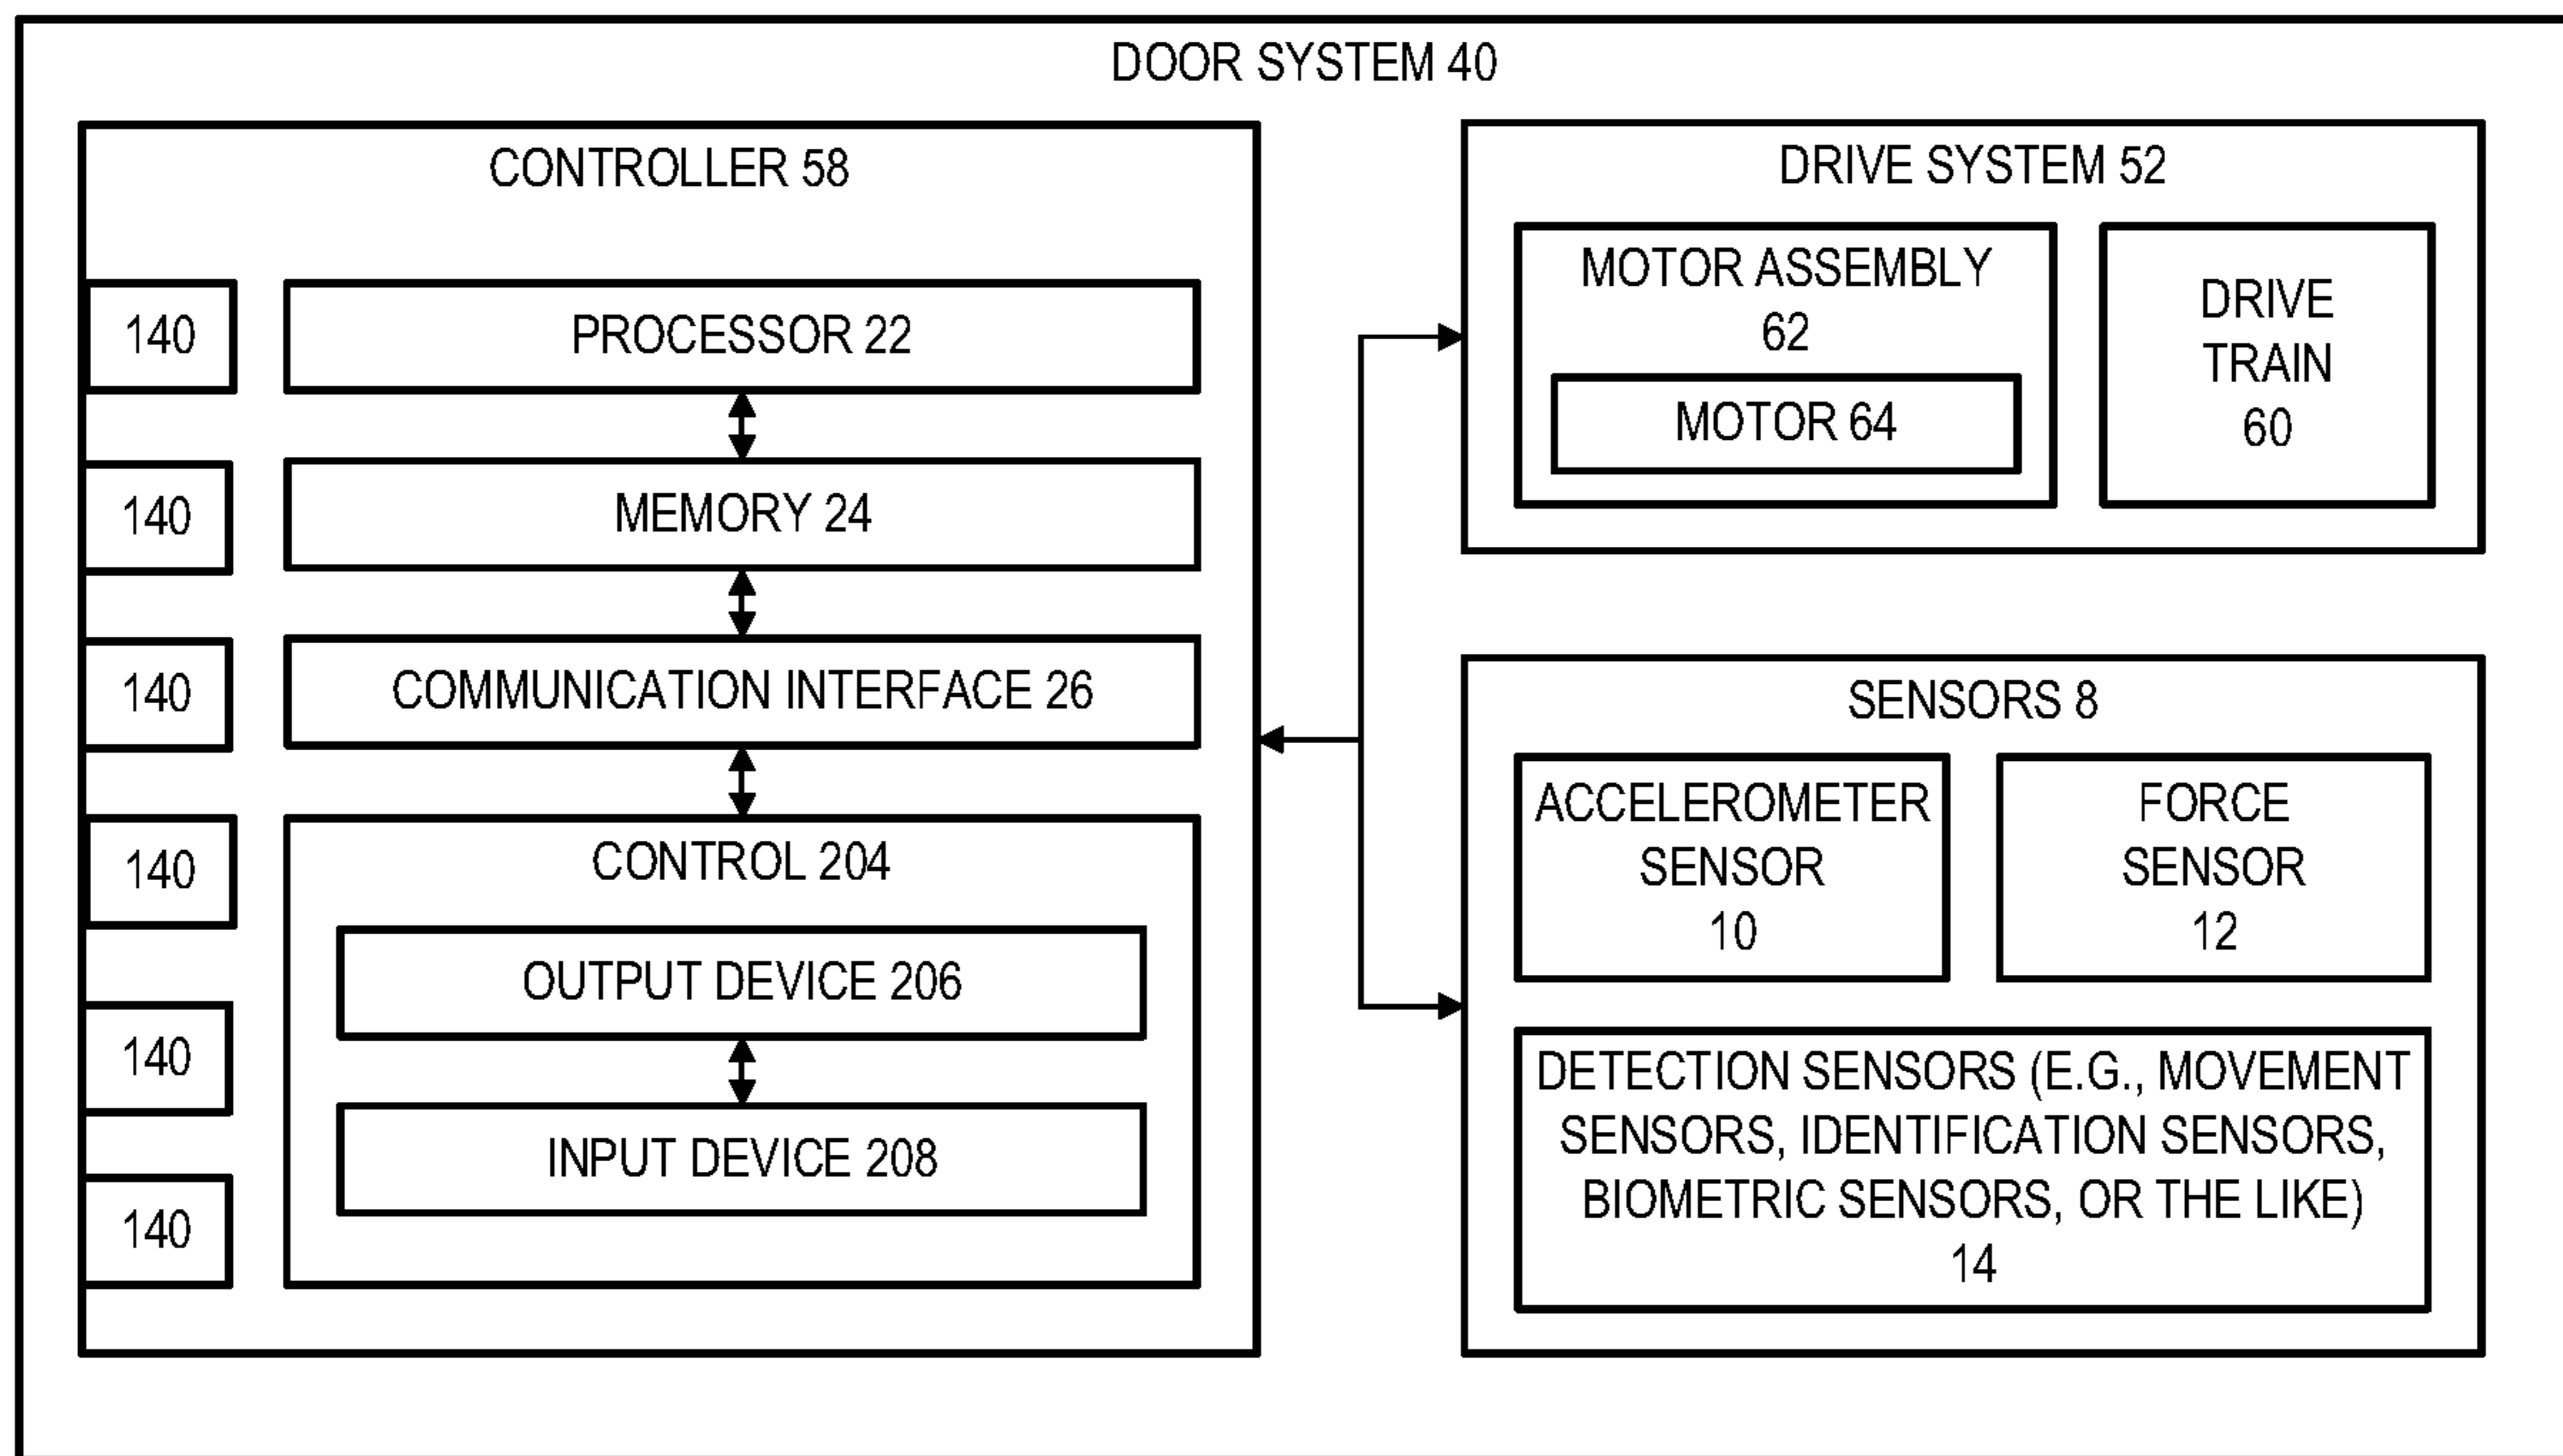 DOOR SYSTEM 40
CONTROLLER 58
140
PROCESSOR 22
140
MEMORY 24
140
COMMUNICATION INTERFACE 26
140
CONTROL 204
OUTPUT DEVICE 206
140
INPUT DEVICE 208
140
DRIVE SYSTEM 52
MOTOR ASSEMBLY
62
MOTOR 64
DRIVE
TRAIN
60
SENSORS 8
ACCELEROMETER
SENSOR
10
FORCE
SENSOR
12
DETECTION SENSORS (E.G., MOVEMENT
SENSORS, IDENTIFICATION SENSORS,
BIOMETRIC SENSORS, OR THE LIKE)
14